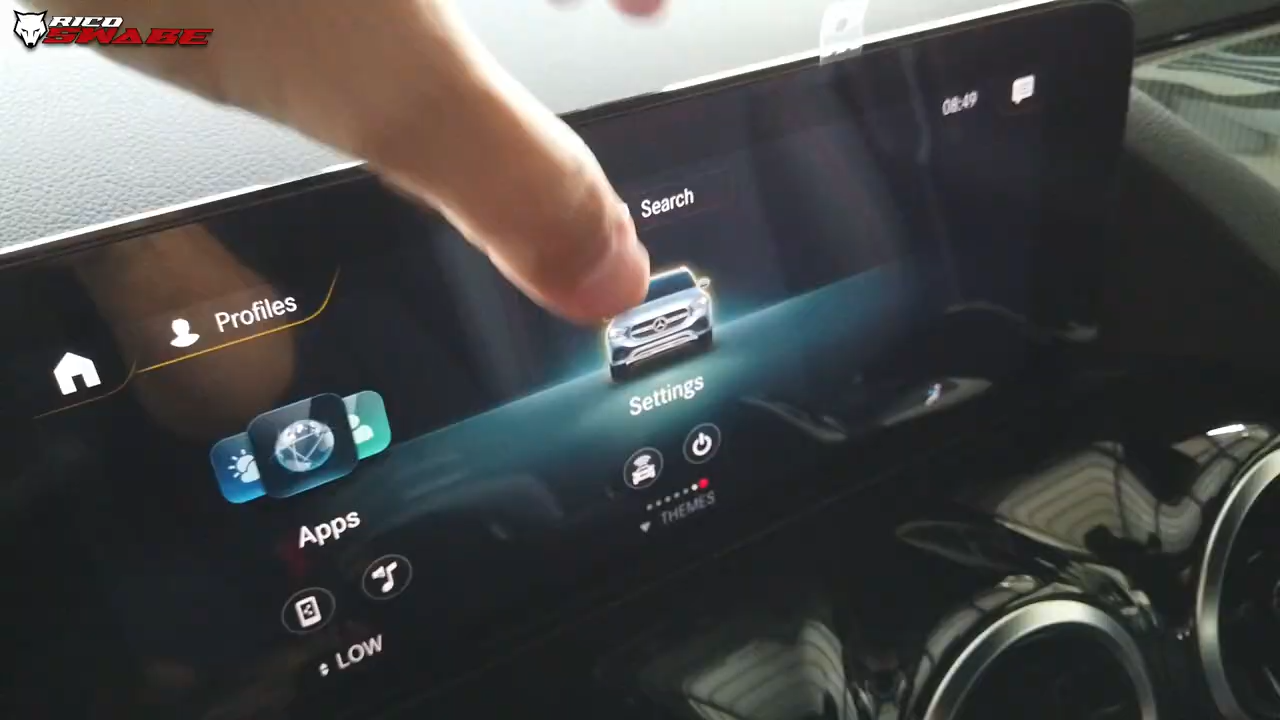 RICO
SWABE
08:49
Search
Profiles
Settings
Apps
THEMES
LOW